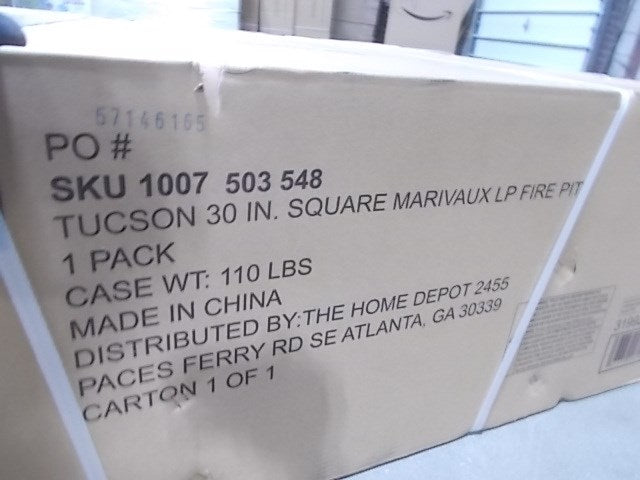 57146165
PO #
SKU 1007 503 548
TUCSON 30 IN. SQUARE MARIVAUX LP FIRE PIT
1 PACK
CASE WT: 110 LBS
MADE IN CHINA
DISTRIBUTED BY:THE HOME DEPOT 2455
PACES FERRY RD SE ATLANTA, GA 30339
CARTON 1 OF 1